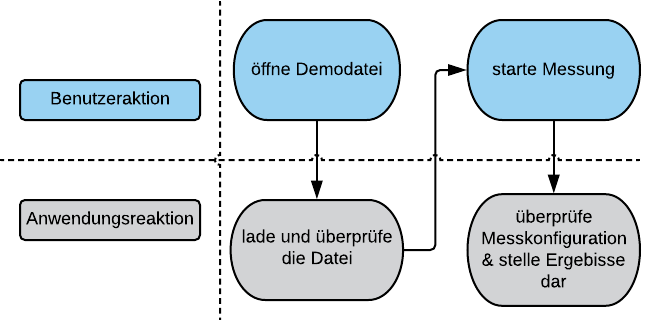 Benutzeraktion
öffne Demodatei
starte Messung
Anwendungsreaktion
lade und überprüfe
die Datei
überprüfe
Messkonfiguration
& stelle Ergebisse
dar